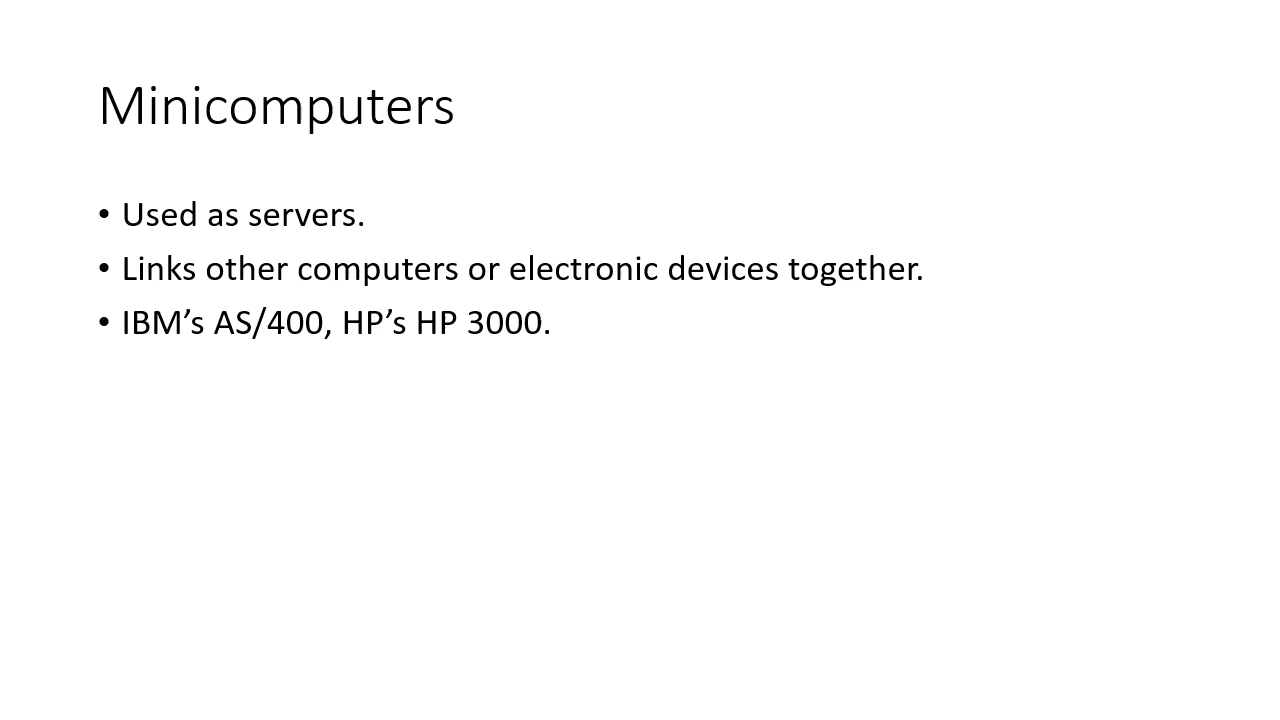 Minicomputers
• Used as servers.
• Links other computers or electronic devices together.
• IBM’s AS/400, HP’s HP 3000.